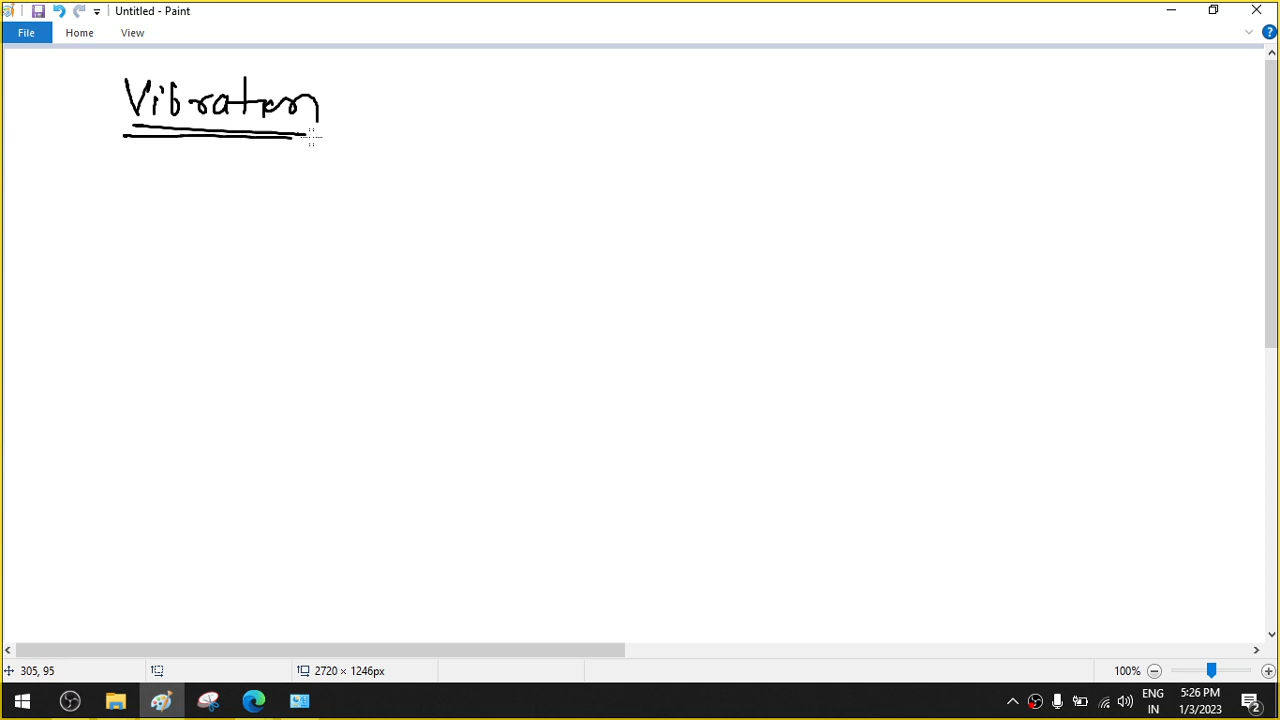 Untitled - Paint
File Home View
Vibration
305, 95 2720 × 1246px 100%
ENG 5:26 PM
IN 1/3/2023 2